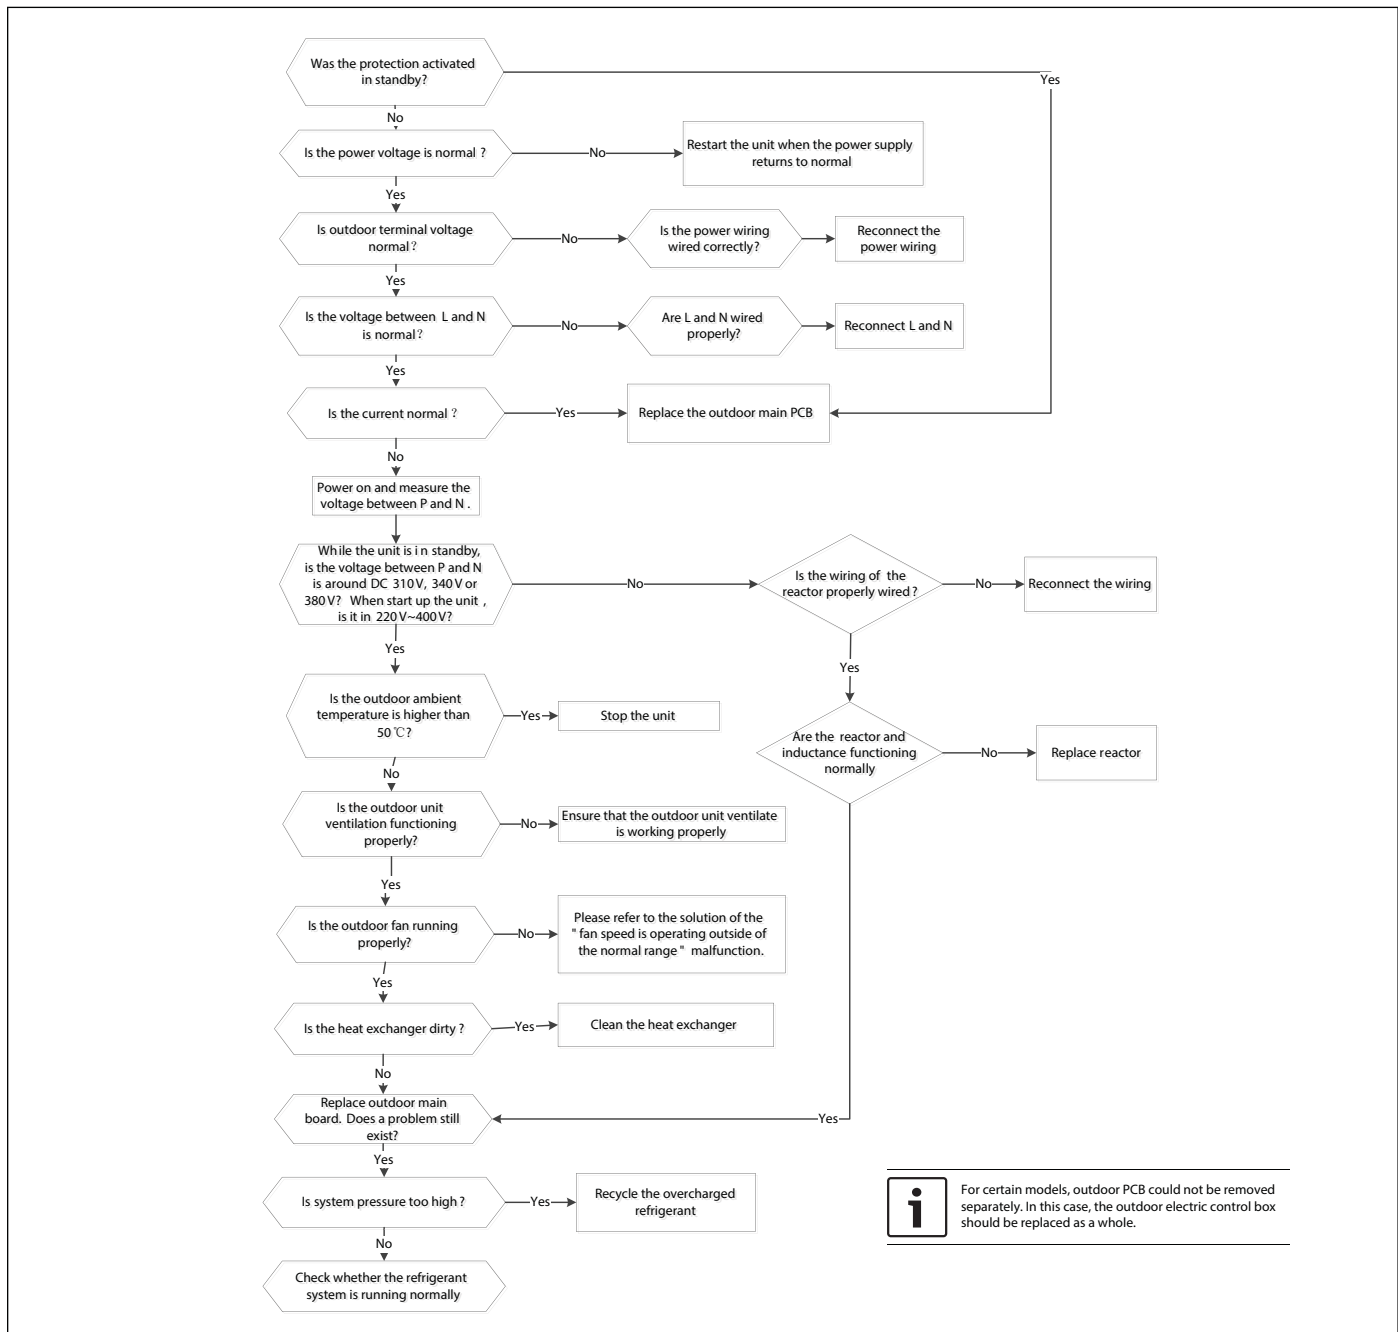 Was the protection activated
in standby?
Yes
No
Is the power voltage is normal ?
No
Restart the unit when the power supply
returns to normal
Yes
Is outdoor terminal voltage
normal?
No
Is the power wiring
wired correctly?
Reconnect the
power wiring
Yes
Is the voltage between L and N
is normal?
No
Are L and N wired
properly?
Reconnect L and N
Yes
Is the current normal ?
Yes
Replace the outdoor main PCB
No
Power on and measure the
voltage between P and N .
While the unit is in standby,
is the voltage between P and N
is around DC 310V, 340V or
380V? When start up the unit ,
is it in 220V~400V?
No
Is the wiring of the
reactor properly wired?
No
Reconnect the wiring
Yes
Yes
Is the outdoor ambient
temperature is higher than
50℃?
Yes
Stop the unit
Are the reactor and
inductance functioning
normally
No
Replace reactor
No
Is the outdoor unit
ventilation functioning
properly?
No
Ensure that the outdoor unit ventilate
is working properly
Yes
Is the outdoor fan running
properly?
No
Please refer to the solution of the
" fan speed is operating outside of
the normal range" malfunction.
Yes
Is the heat exchanger dirty ?
Yes
Clean the heat exchanger
No
Replace outdoor main
board. Does a problem still
exist?
Yes
Yes
Is system pressure too high ?
Yes
Recycle the overcharged
refrigerant
No
Check whether the refrigerant
system is running normally
i
For certain models, outdoor PCB could not be removed
separately. In this case, the outdoor electric control box
should be replaced as a whole.